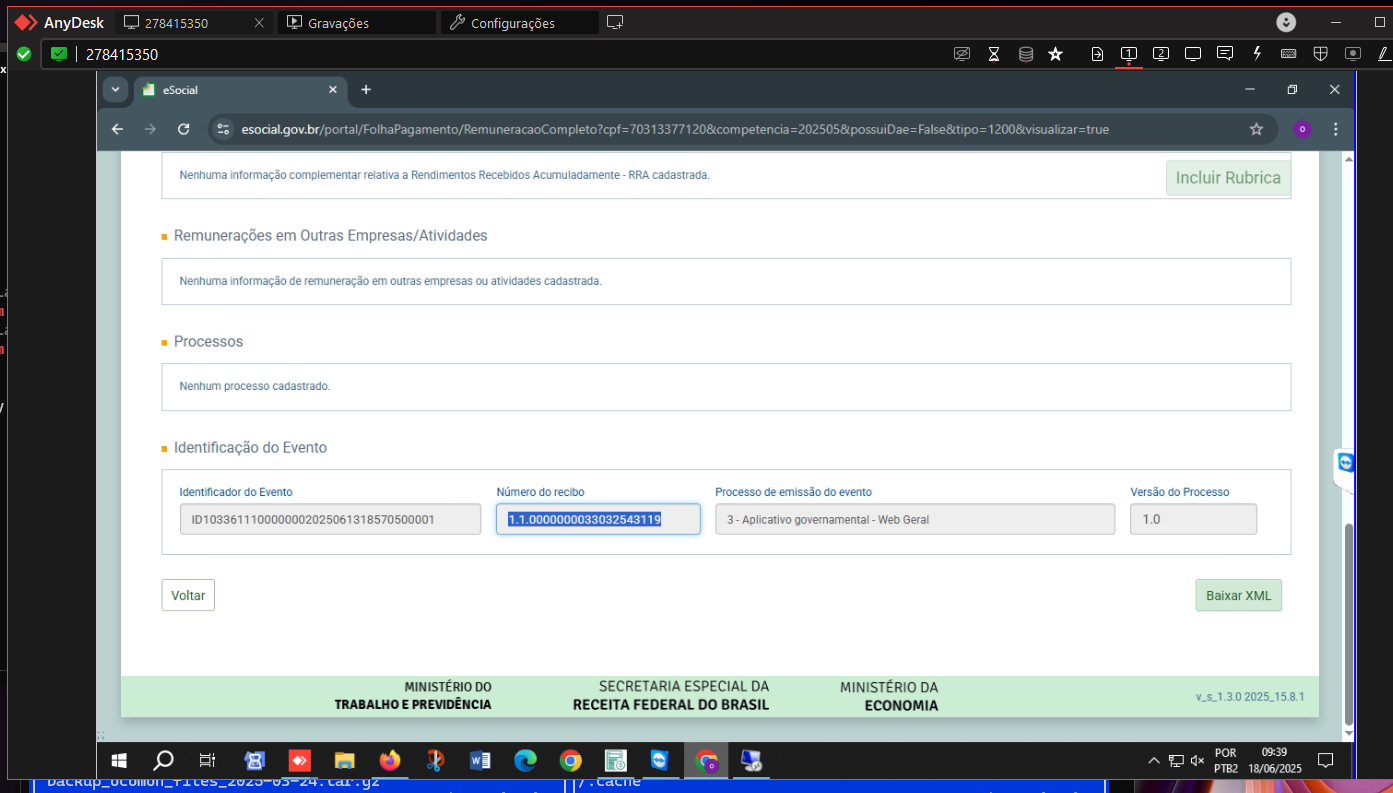 AnyDesk
278415350
Gravações
Configurações
278415350
1
2
eSocial
esocial.gov.br/portal/FolhaPagamento/RemuneracaoCompleto?cpf=70313377120&competencia=202505&possuiDae=False&tipo=1200&visualizar=true
o
Nenhuma informação complementar relativa a Rendimentos Recebidos Acumuladamente - RRA cadastrada.
Incluir Rubrica
Remunerações em Outras Empresas/Atividades
Nenhuma informação de remuneração em outras empresas ou atividades cadastrada.
Processos
Nenhum processo cadastrado.
Identificação do Evento
Identificador do Evento
Número do recibo
Processo de emissão do evento
Versão do Processo
ID1033611100000002025061318570500001
1.1.0000000033032543119
3 - Aplicativo governamental - Web Geral
1.0
Voltar
Baixar XML
MINISTÉRIO DO
TRABALHO E PREVIDÊNCIA
SECRETARIA ESPECIAL DA
RECEITA FEDERAL DO BRASIL
MINISTÉRIO DA
ECONOMIA
v_s_1.3.0 2025_15.8.1
POR
PTB2
09:39
18/06/2025
backup_ocomon_files_2025-03-24.tar.gz
/.cache